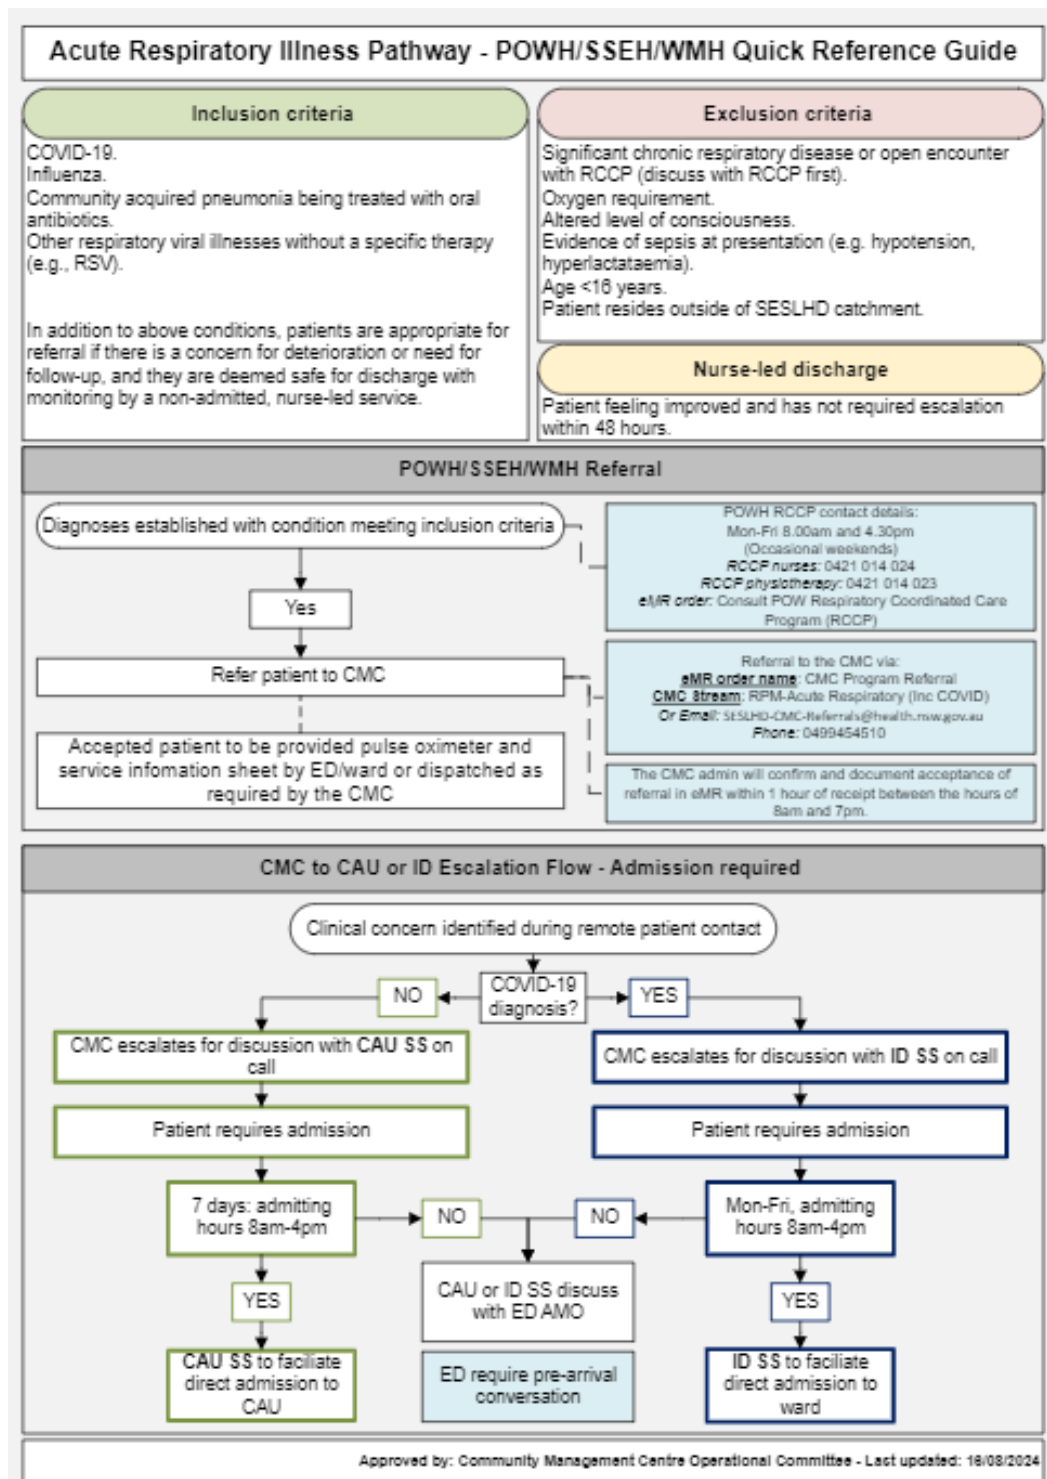 Acute Respiratory Illness Pathway - POWH/SSEH/WMH Quick Reference Guide
Inclusion criteria
COVID-19.
Influenza.
Community acquired pneumonia being treated with oral
antibiotics.
Other respiratory viral illnesses without a specific therapy
(e.g., RSV).
In addition to above conditions, patients are appropriate for
referral if there is a concern for deterioration or need for
follow-up, and they are deemed safe for discharge with
monitoring by a non-admitted, nurse-led service.
Exclusion criteria
Significant chronic respiratory disease or open encounter
with RCCP (discuss with RCCP first).
Oxygen requirement.
Altered level of consciousness.
Evidence of sepsis at presentation (e.g. hypotension,
hyperlactataemia).
Age <16 years.
Patient resides outside of SESLHD catchment.
Nurse-led discharge
Patient feeling improved and has not required escalation
within 48 hours.
POWH/SSEH/WMH Referral
Diagnoses established with condition meeting inclusion criteria
Yes
Refer patient to CMC
Accepted patient to be provided pulse oximeter and
service infomation sheet by ED/ward or dispatched as
required by the CMC
POWH RCCP contact details:
Mon-Fri 8.00am and 4.30pm
(Occasional weekends)
RCCP nurses: 0421 014 024
RCCP physiotherapy: 0421 014 023
eMR order: Consult POW Respiratory Coordinated Care
Program (RCCP)
Referral to the CMC via:
eMR order name: CMC Program Referral
CMC Stream: RPM-Acute Respiratory (Inc COVID)
Or Email: SESLHD-CMC-Referrals@health.nsw.gov.au
Phone: 0499454510
The CMC admin will confirm and document acceptance of
referral in eMR within 1 hour of receipt between the hours of
8am and 7pm.
CMC to CAU or ID Escalation Flow - Admission required
Clinical concern identified during remote patient contact
COVID-19
diagnosis?
NO
YES
CMC escalates for discussion with CAU SS on
call
CMC escalates for discussion with ID SS on call
Patient requires admission
Patient requires admission
7 days: admitting
hours 8am-4pm
NO
NO
Mon-Fri, admitting
hours 8am-4pm
YES
CAU or ID SS discuss
with ED AMO
YES
CAU SS to faciliate
direct admission to
CAU
ED require pre-arrival
conversation
ID SS to faciliate
direct admission to
ward
Approved by: Community Management Centre Operational Committee - Last updated: 16/08/2024